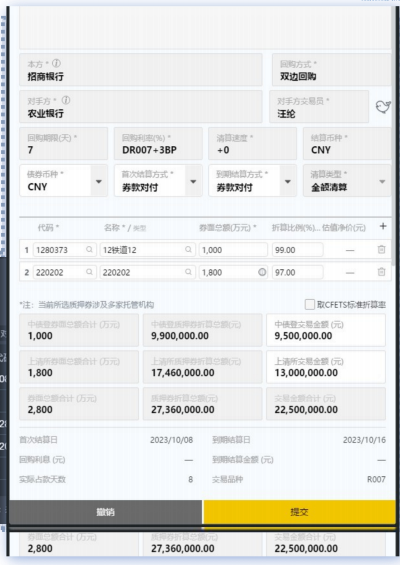 本方 * ⓘ
招商银行
回购方式 *
双边回购
对手方 * ⓘ
农业银行
对手方交易员 *
汪纶
回购期限(天) *
7
回购利率(%) *
DR007+3BP
清算速度 *
+0
结算币种 *
CNY
债券币种 *
CNY
首次结算方式 *
券款对付
到期结算方式 *
券款对付
清算类型 *
全额清算
代码 * 名称 * / 类型 券面总额(万元) * 折算比例(%)... 估值净价(元) +
1 1280373 12铁道12 1,000 99.00 —
2 220202 220202 1,800 97.00 —
*注：当前所选质押券涉及多家托管机构
取CFETS标准折算率
中债登券面总额合计 (万元)
1,000
中债登质押券折算总额(元)
9,900,000.00
中债登交易金额 (元)
9,500,000.00
上清所券面总额合计 (万元)
1,800
上清所质押券折算总额(元)
17,460,000.00
上清所交易金额 (元)
13,000,000.00
券面总额合计 (万元)
2,800
质押券折算总额(元)
27,360,000.00
交易金额合计 (元)
22,500,000.00
首次结算日 2023/10/08 到期结算日 2023/10/16
回购利息 (元) — 到期结算金额 (元) —
实际占款天数 8 交易品种 R007
撤销 提交
券面总额合计 (万元)
2,800
质押券折算总额(元)
27,360,000.00
交易金额合计 (元)
22,500,000.00